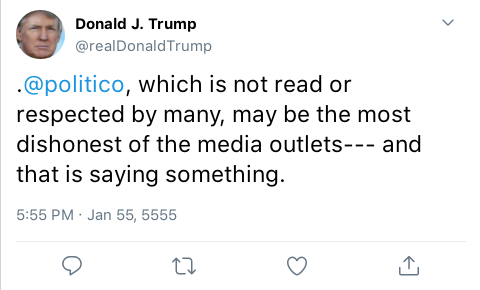 Donald J. Trump
@realDonaldTrump
.@politico, which is not read or
respected by many, may be the most
dishonest of the media outlets--- and
that is saying something.
5:55 PM · Jan 55, 5555